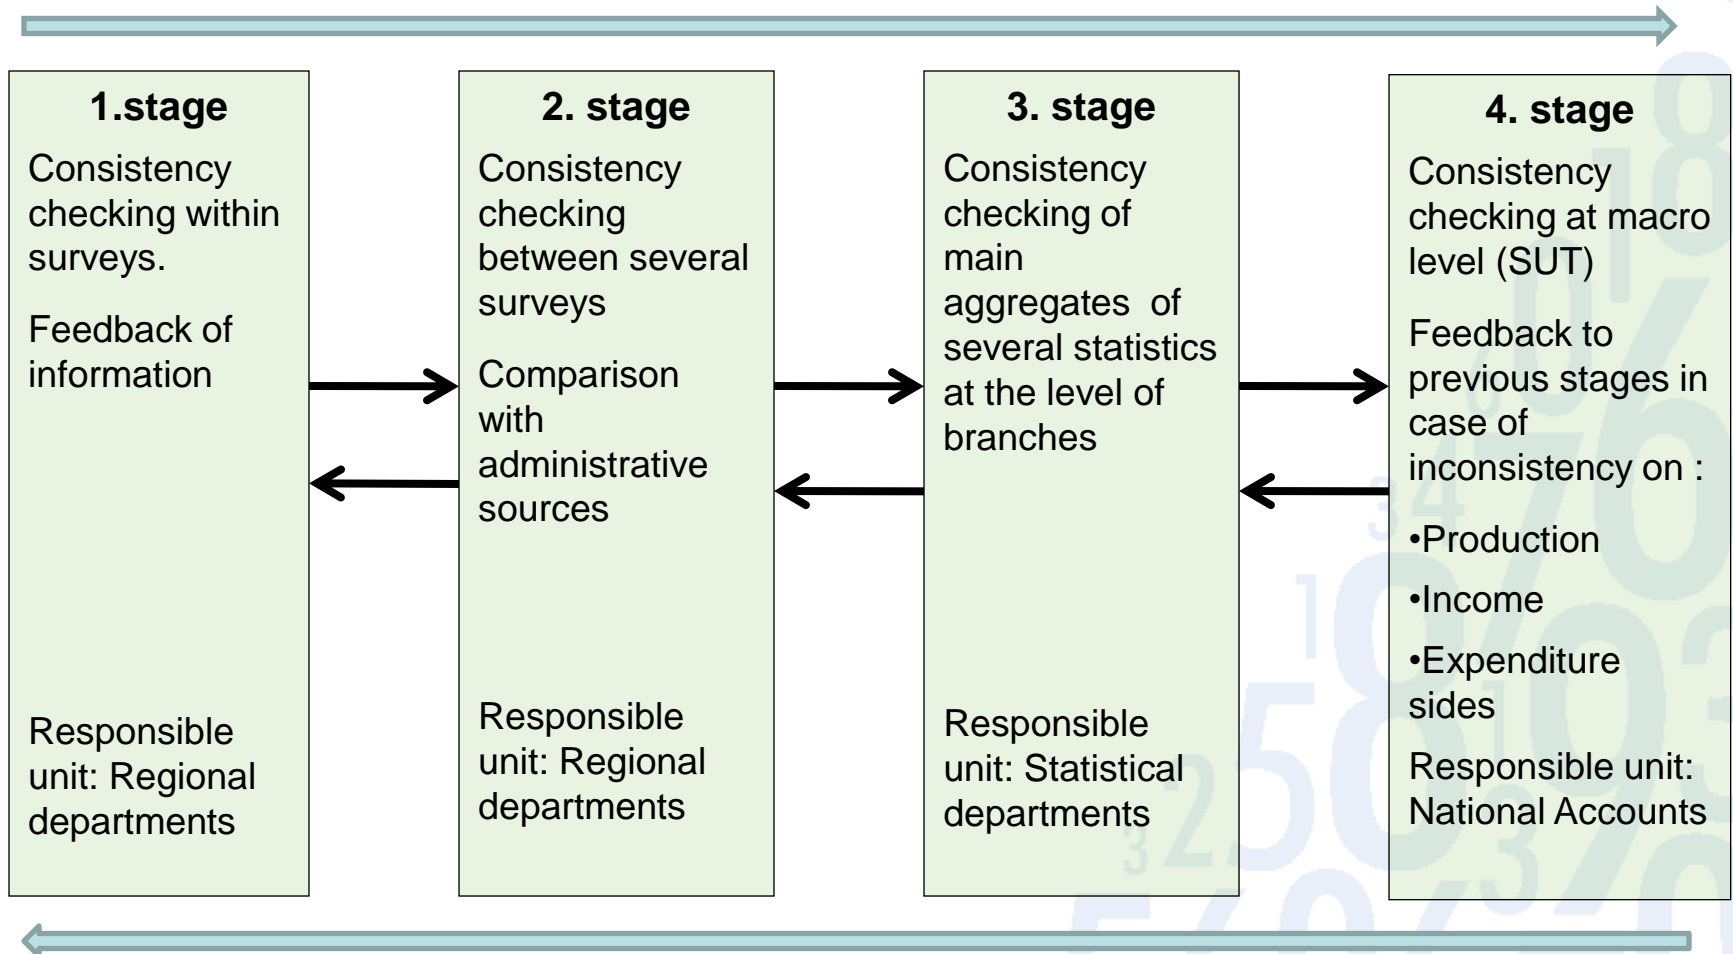 1.stage
Consistency
checking within
surveys.
Feedback of
information
Responsible
unit: Regional
departments
2. stage
Consistency
checking
between several
surveys
Comparison
with
administrative
sources
Responsible
unit: Regional
departments
3. stage
Consistency
checking of
main
aggregates  of
several statistics
at the level of
branches
Responsible
unit: Statistical
departments
4. stage
Consistency
checking at macro
level (SUT)
Feedback to
previous stages in
case of
inconsistency on :
•Production
•Income
•Expenditure
sides
Responsible unit:
National Accounts